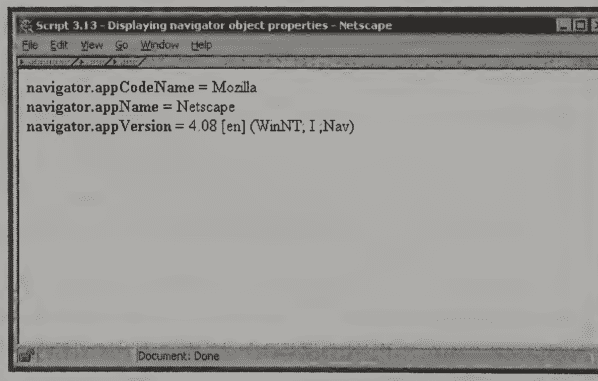 Script 3.13 - Displaying navigator object properties - Netscape
File Edit View Go Window Help
navigator.appCodeName = Mozilla
navigator.appName = Netscape
navigator.appVersion = 4.08 [en] (WinNT; I ;Nav)
Document: Done